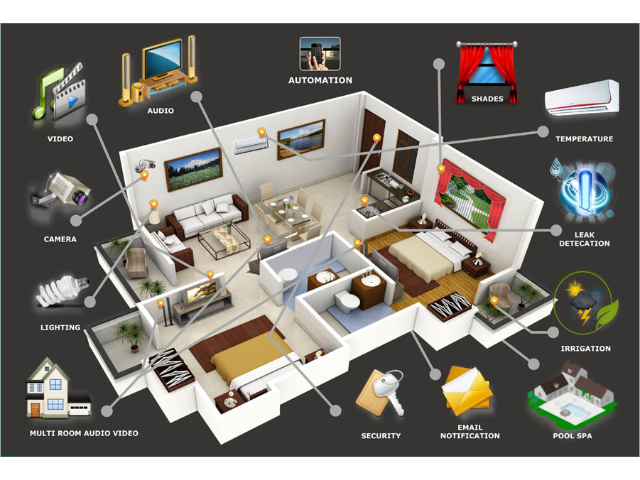 AUTOMATION
VIDEO
AUDIO
SHADES
TEMPERATURE
CAMERA
LEAK
DETECATION
LIGHTING
IRRIGATION
MULTI ROOM AUDIO VIDEO
SECURITY
EMAIL
NOTIFICATION
POOL SPA